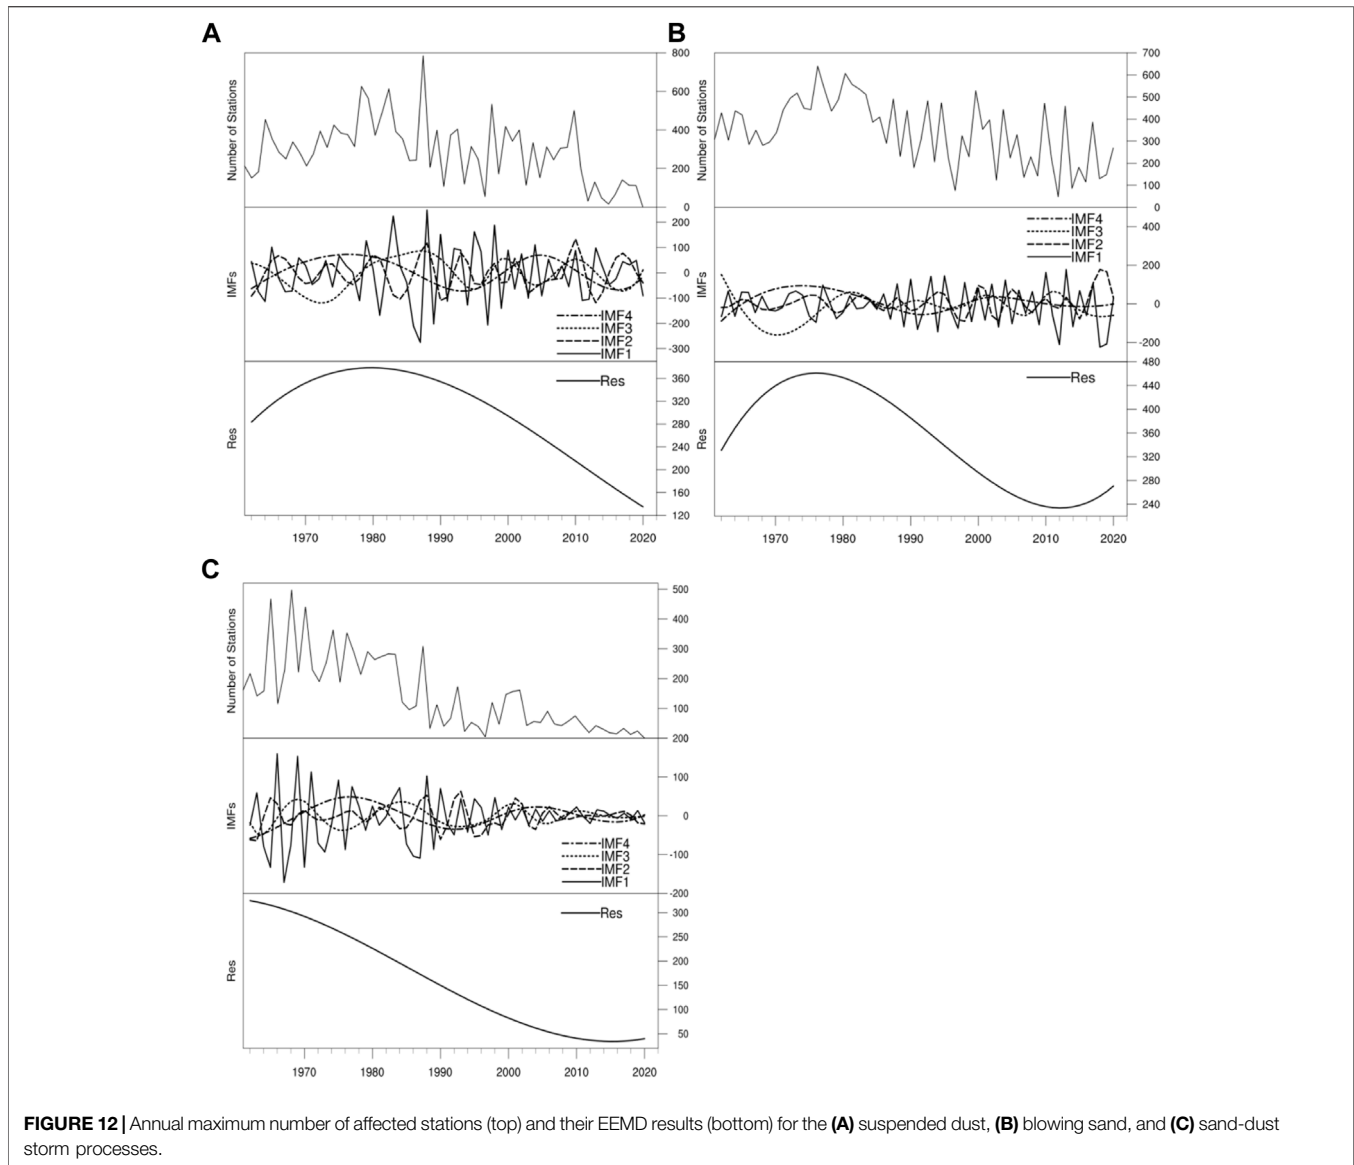 A
Number of Stations
800
600
400
200
0
IMFs
200
100
0
-100
-200
-300
IMF4
IMF3
IMF2
IMF1
Res
Res
360
320
280
240
200
160
120
1970 1980 1990 2000 2010 2020
B
Number of Stations
700
600
500
400
300
200
100
0
IMFs
400
200
0
-200
IMF4
IMF3
IMF2
IMF1
Res
Res
480
440
400
360
320
280
240
1970 1980 1990 2000 2010 2020
C
Number of Stations
500
400
300
200
100
IMFs
200
100
0
-100
-200
IMF4
IMF3
IMF2
IMF1
Res
Res
300
250
200
150
100
50
1970 1980 1990 2000 2010 2020
FIGURE 12 | Annual maximum number of affected stations (top) and their EEMD results (bottom) for the (A) suspended dust, (B) blowing sand, and (C) sand-dust
storm processes.